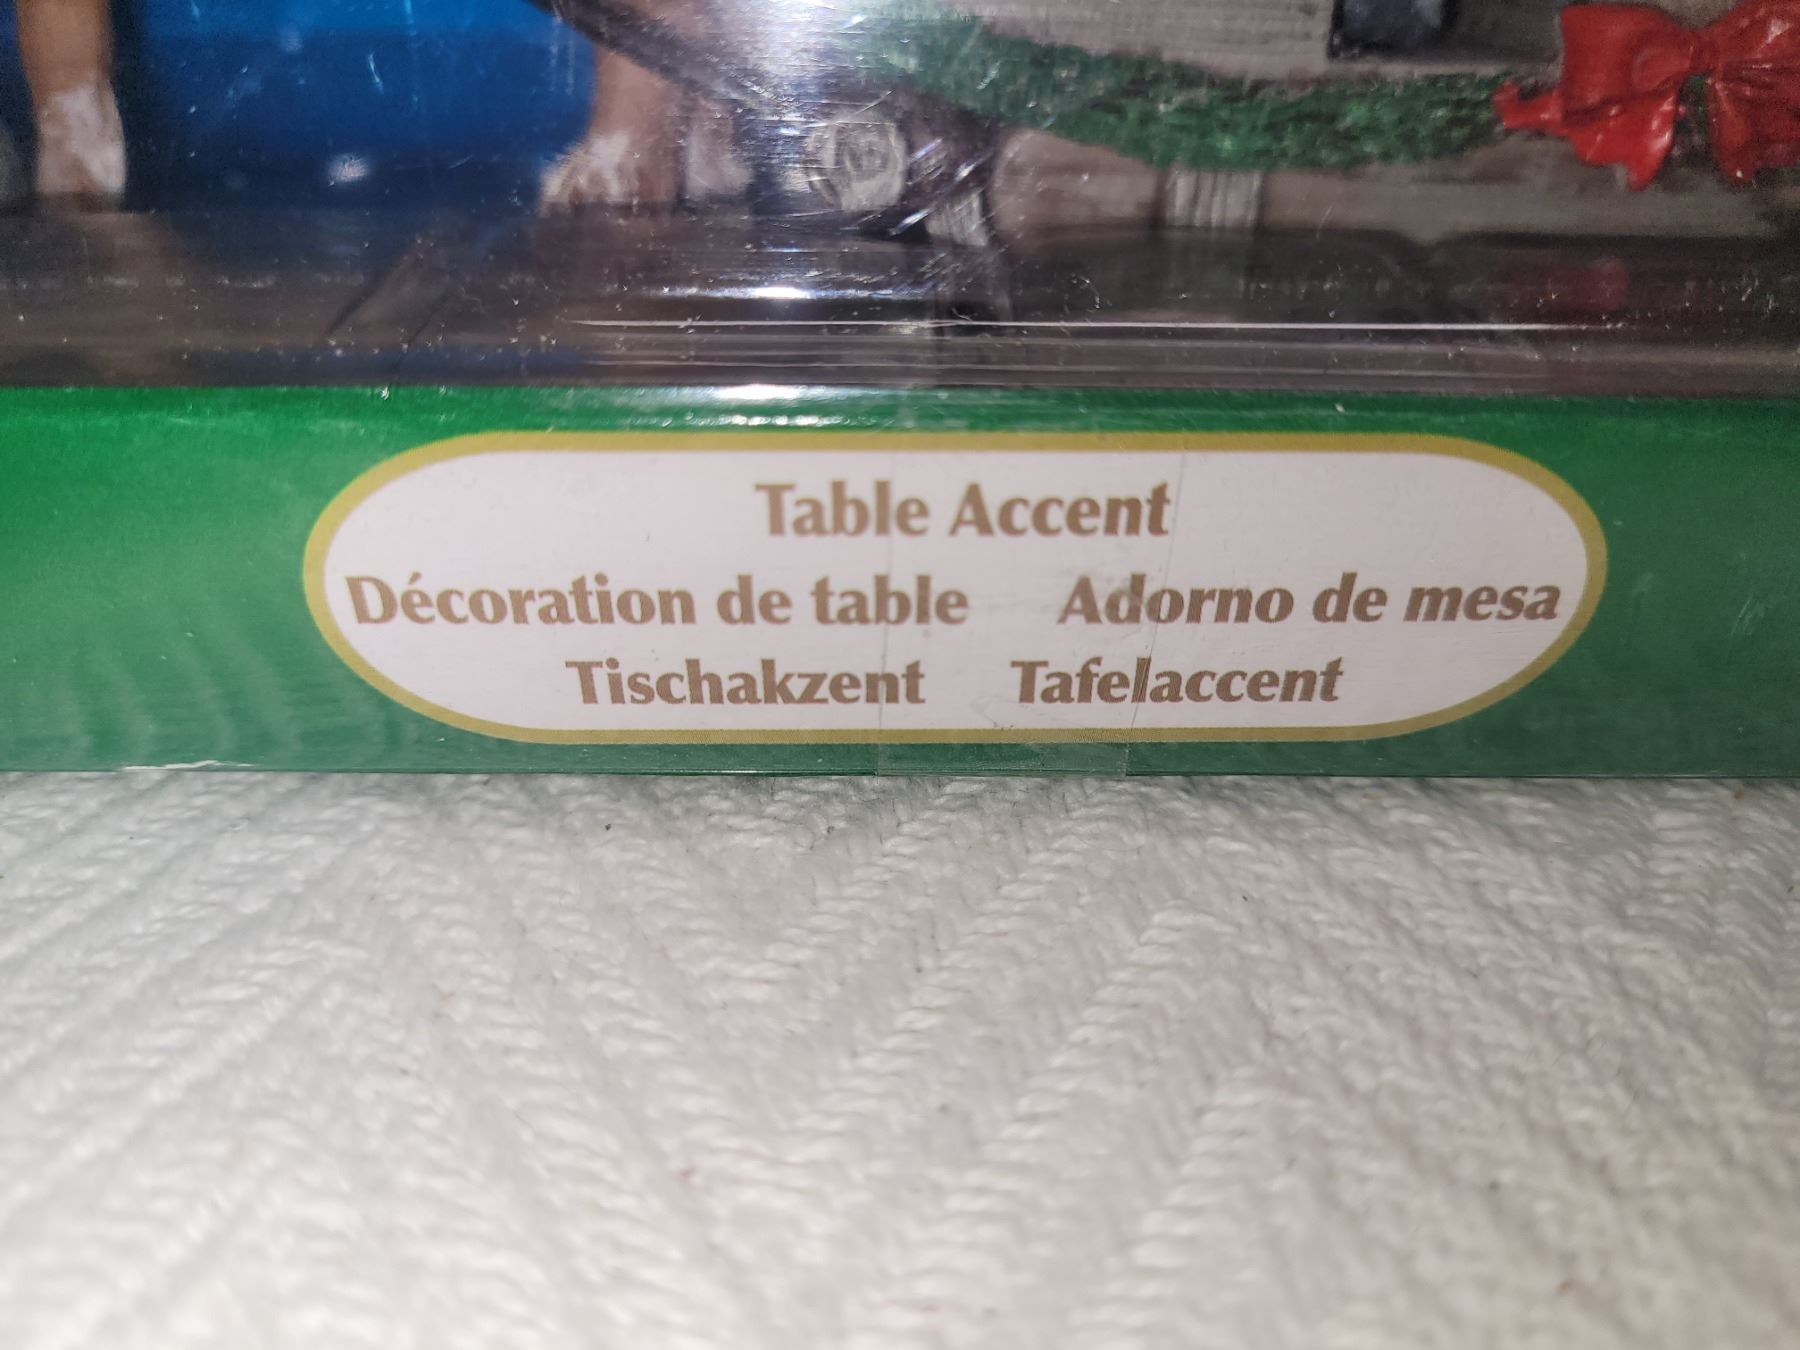 Table Accent
Décoration de table Adorno de mesa
Tischakzent Tafelaccent